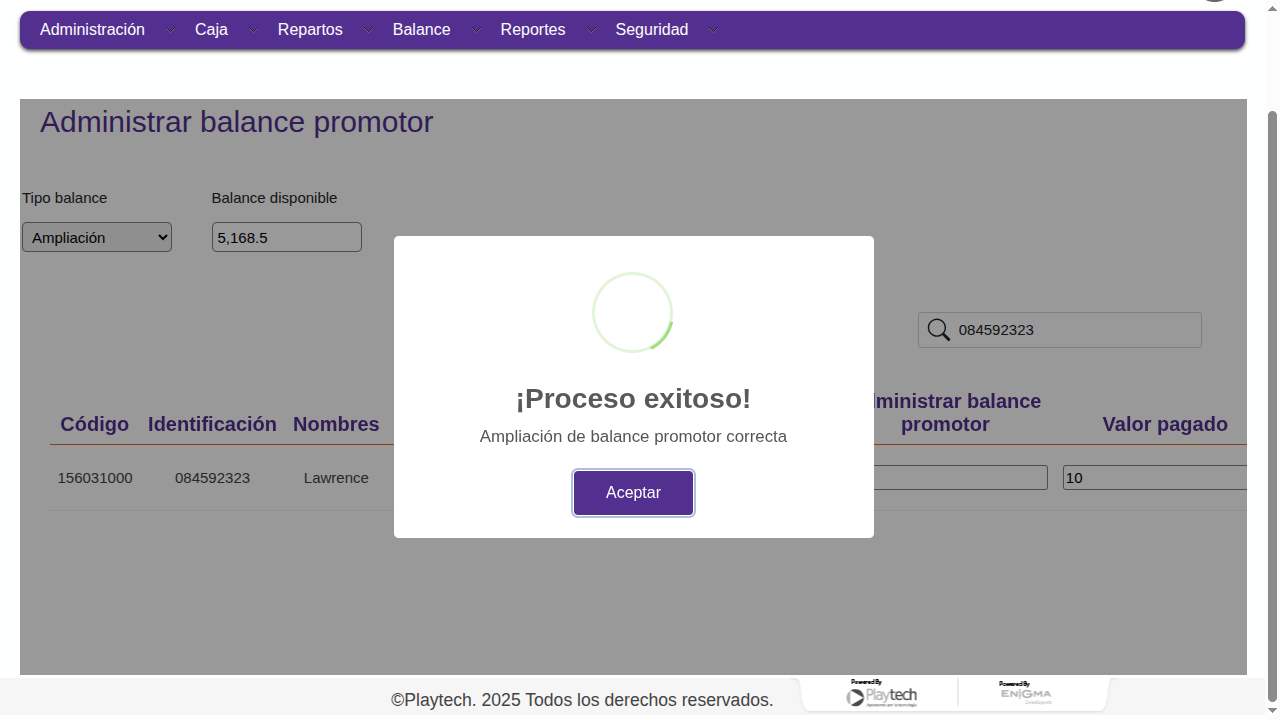 Administración Caja Repartos Balance Reportes Seguridad
Administrar balance promotor
Tipo balance Balance disponible
Ampliación 5,168.5
084592323
¡Proceso exitoso!
Ampliación de balance promotor correcta
Aceptar
Código Identificación Nombres ministrar balance promotor Valor pagado
156031000 084592323 Lawrence 10
©Playtech. 2025 Todos los derechos reservados.
Powered By
Playtech
Powered By
ENIGMA